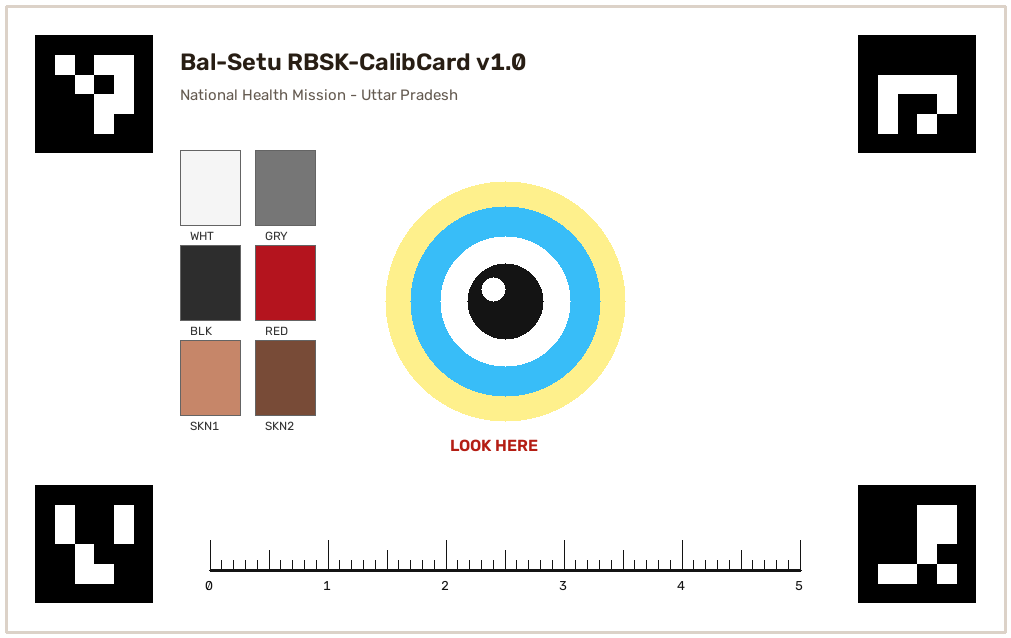 Bal-Setu RBSK-CalibCard v1.0
National Health Mission - Uttar Pradesh
WHT GRY
BLK RED
SKN1 SKN2
LOOK HERE
0 1 2 3 4 5